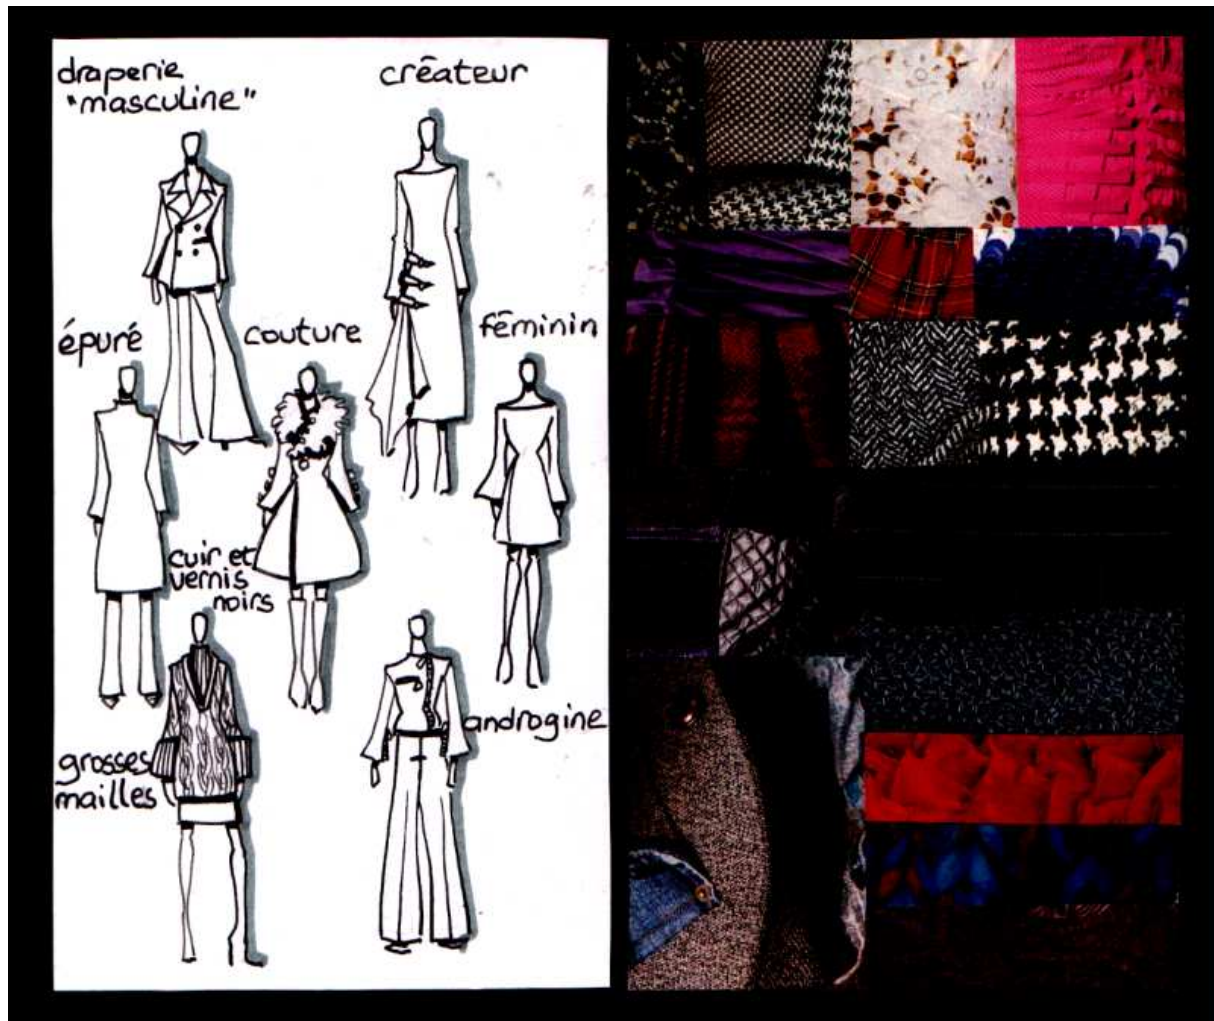 draperie
"masculine"
créateur
épuré
couture
féminin
cuir et
vernis
noirs
androgine
grosses
mailles